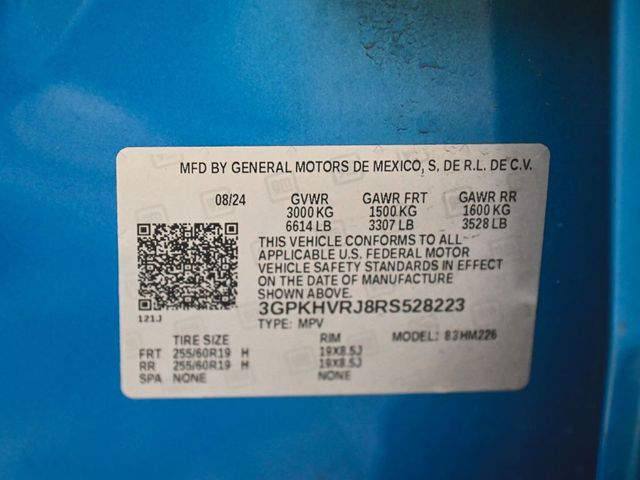 MFD BY GENERAL MOTORS DE MEXICO, S. DE R.L. DE C.V.
08/24 GVWR GAWR FRT GAWR RR
3000 KG 1500 KG 1600 KG
6614 LB 3307 LB 3528 LB
THIS VEHICLE CONFORMS TO ALL
APPLICABLE U.S. FEDERAL MOTOR
VEHICLE SAFETY STANDARDS IN EFFECT
ON THE DATE OF MANUFACTURE
SHOWN ABOVE.
3GPKHVRJ8RS528223
121J TYPE: MPV
TIRE SIZE RIM MODEL: 83HM226
FRT 255/60R19 H 19X8.5J
RR 255/60R19 H 19X8.5J
SPA NONE NONE